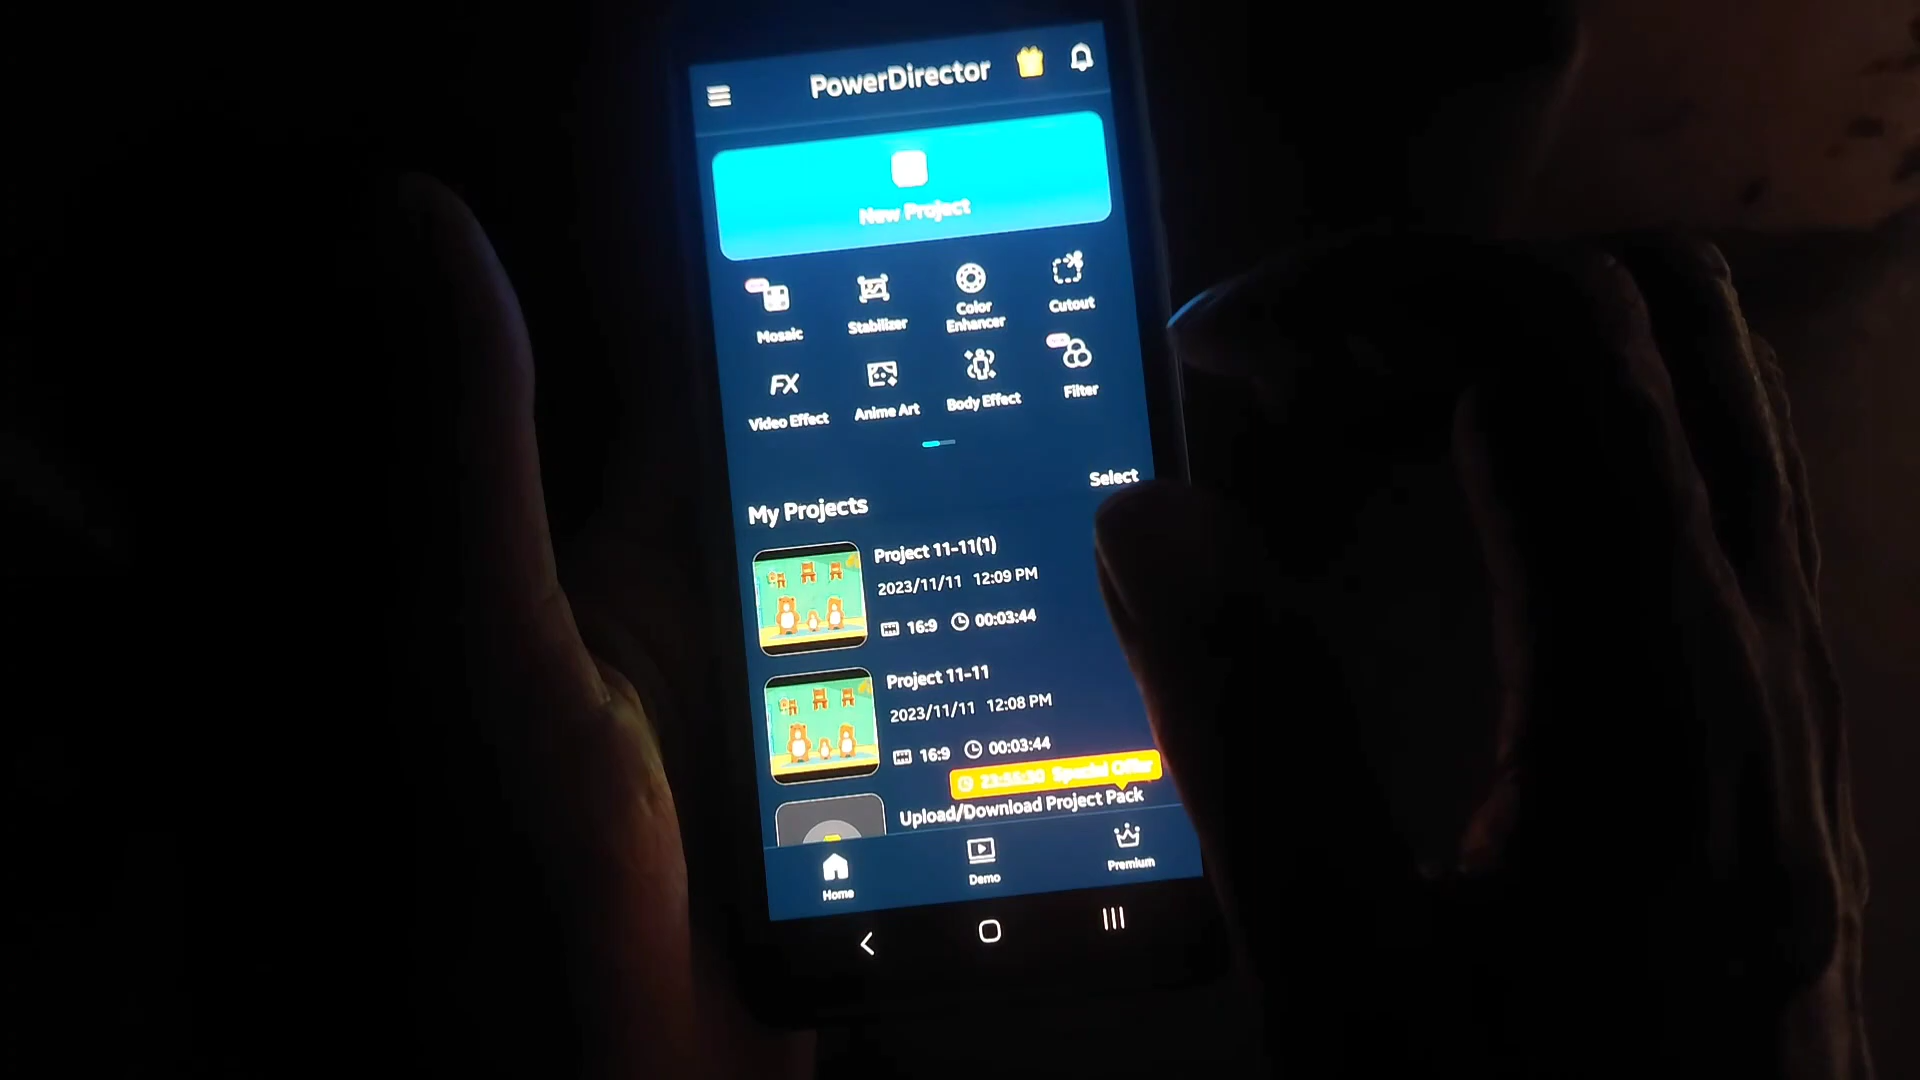 PowerDirector
New Project
Mosaic
Stabilizer
Color
Enhancer
Cutout
FX
Video Effect
Anime Art
Body Effect
Filter
Select
My Projects
Project 11-11(1)
2023/11/11 12:09 PM
16:9 00:03:44
Project 11-11
2023/11/11 12:08 PM
16:9 00:03:44
Special Offer
Upload/Download Project Pack
Home
Demo
Premium